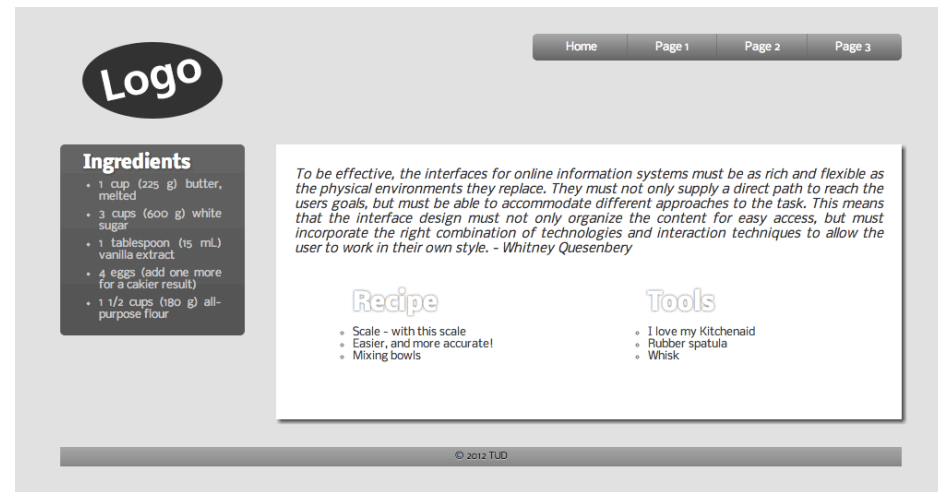 Logo
Home Page 1 Page 2 Page 3
Ingredients
1 cup (225 g) butter,
melted
3 cups (600 g) white
sugar
1 tablespoon (15 mL)
vanilla extract
4 eggs (add one more
for a cakier result)
1 1/2 cups (180 g) all-
purpose flour
To be effective, the interfaces for online information systems must be as rich and flexible as
the physical environments they replace. They must not only supply a direct path to reach the
users goals, but must be able to accommodate different approaches to the task. This means
that the interface design must not only organize the content for easy access, but must
incorporate the right combination of technologies and interaction techniques to allow the
user to work in their own style. - Whitney Quesenbery
Recipe
Scale - with this scale
Easier, and more accurate!
Mixing bowls
Tools
I love my Kitchenaid
Rubber spatula
Whisk
© 2012 TUD